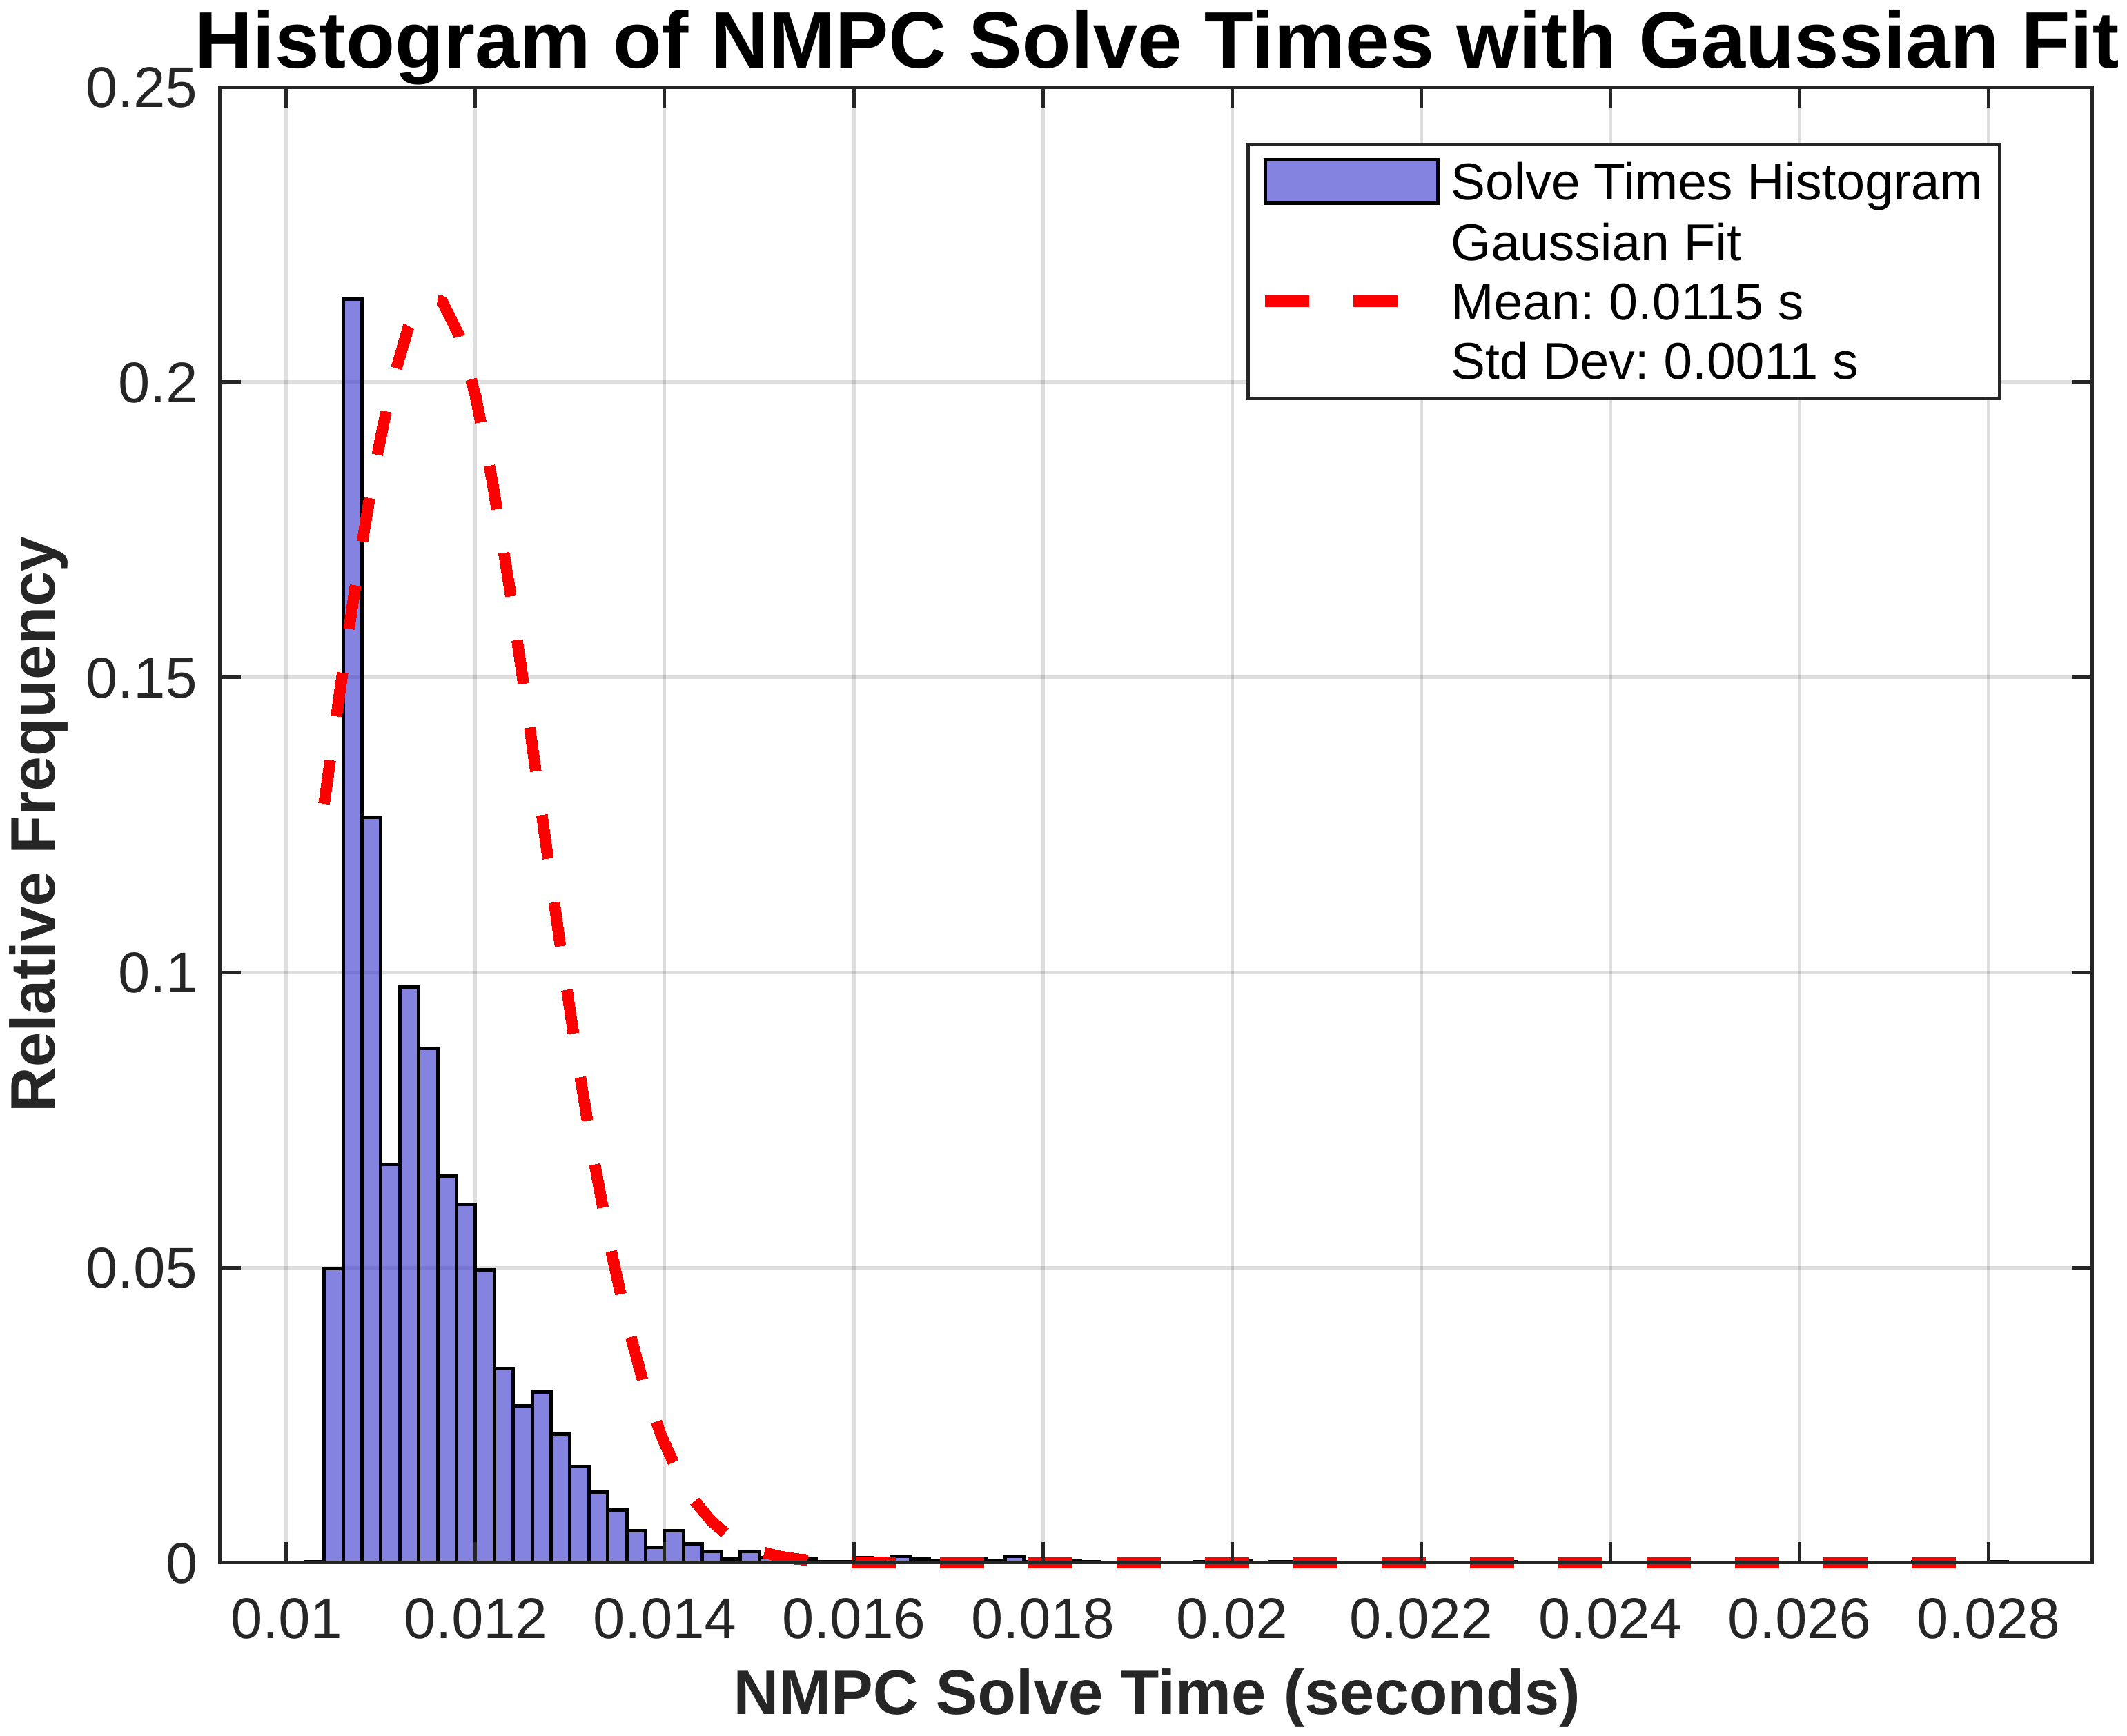 Histogram of NMPC Solve Times with Gaussian Fit
0.25
0.2
0.15
0.1
0.05
0
Relative Frequency
Solve Times Histogram
Gaussian Fit
Mean: 0.0115 s
Std Dev: 0.0011 s
0.01 0.012 0.014 0.016 0.018 0.02 0.022 0.024 0.026 0.028
NMPC Solve Time (seconds)